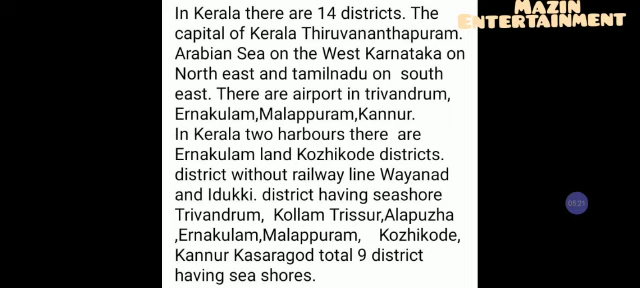 In Kerala there are 14 districts. The
capital of Kerala Thiruvananthapuram.
Arabian Sea on the West Karnataka on
North east and tamilnadu on south
east. There are airport in trivandrum,
Ernakulam,Malappuram,Kannur.
In Kerala two harbours there are
Ernakulam land Kozhikode districts.
district without railway line Wayanad
and Idukki. district having seashore
Trivandrum, Kollam Trissur,Alapuzha
,Ernakulam,Malappuram, Kozhikode,
Kannur Kasaragod total 9 district
having sea shores.
MAZIN
ENTERTAINMENT
05:21